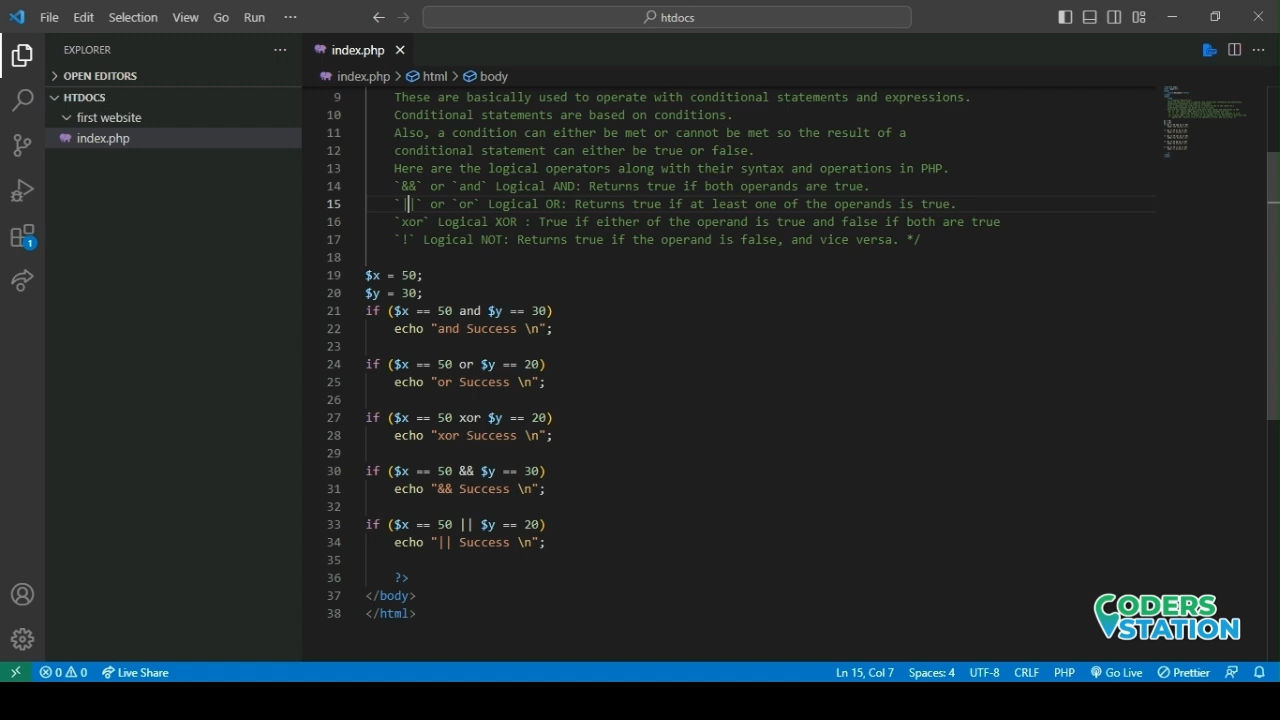 File Edit Selection View Go Run ···
htdocs
EXPLORER ···
index.php
OPEN EDITORS
HTDOCS
first website
index.php
1
index.php > html > body
9 These are basically used to operate with conditional statements and expressions.
10 Conditional statements are based on conditions.
11 Also, a condition can either be met or cannot be met so the result of a
12 conditional statement can either be true or false.
13 Here are the logical operators along with their syntax and operations in PHP.
14 `&&` or `and` Logical AND: Returns true if both operands are true.
15 `||` or `or` Logical OR: Returns true if at least one of the operands is true.
16 `xor` Logical XOR : True if either of the operand is true and false if both are true
17 `!` Logical NOT: Returns true if the operand is false, and vice versa. */
18
19 $x = 50;
20 $y = 30;
21 if ($x == 50 and $y == 30)
22 echo "and Success \n";
23
24 if ($x == 50 or $y == 20)
25 echo "or Success \n";
26
27 if ($x == 50 xor $y == 20)
28 echo "xor Success \n";
29
30 if ($x == 50 && $y == 30)
31 echo "&& Success \n";
32
33 if ($x == 50 || $y == 20)
34 echo "|| Success \n";
35
36 ?>
37 </body>
38 </html>
CODERS
STATION
0 0 Live Share Ln 15, Col 7 Spaces: 4 UTF-8 CRLF PHP Go Live Prettier